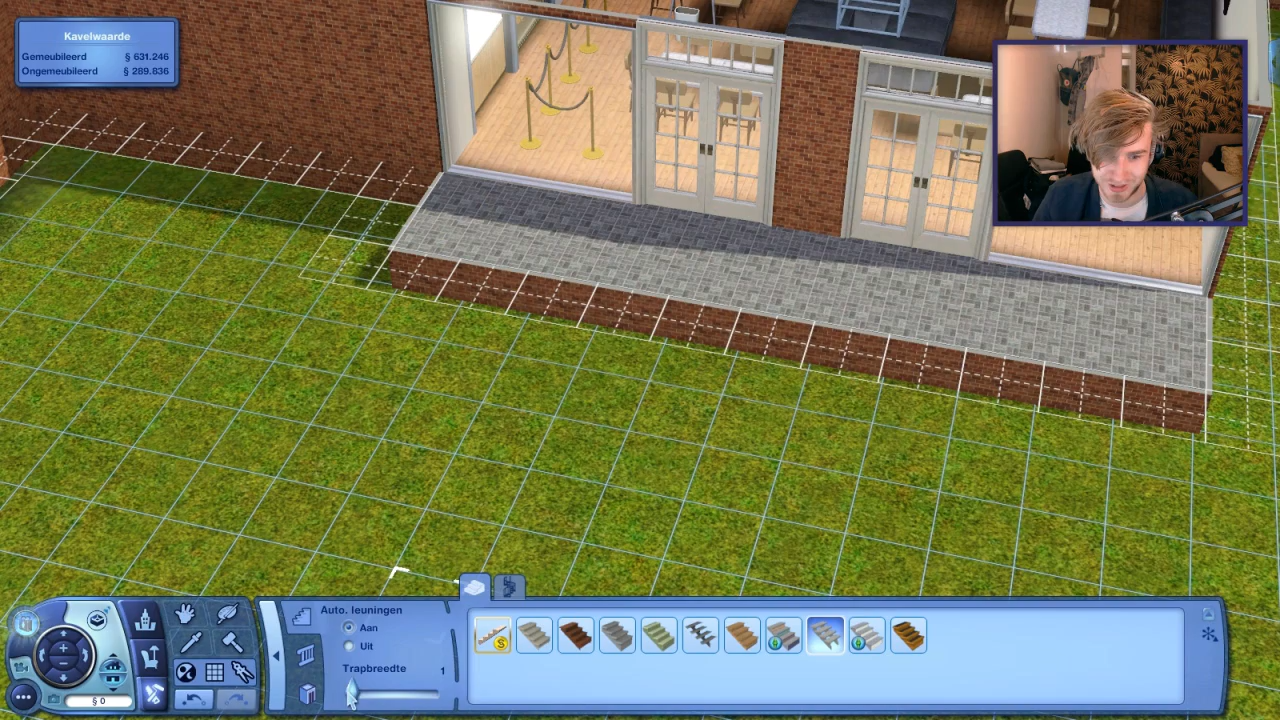 Kavelwaarde
Gemeubileerd § 631.246
Ongemeubileerd § 289.836
Auto. leuningen
Aan
Uit
Trapbreedte 1
§ 0